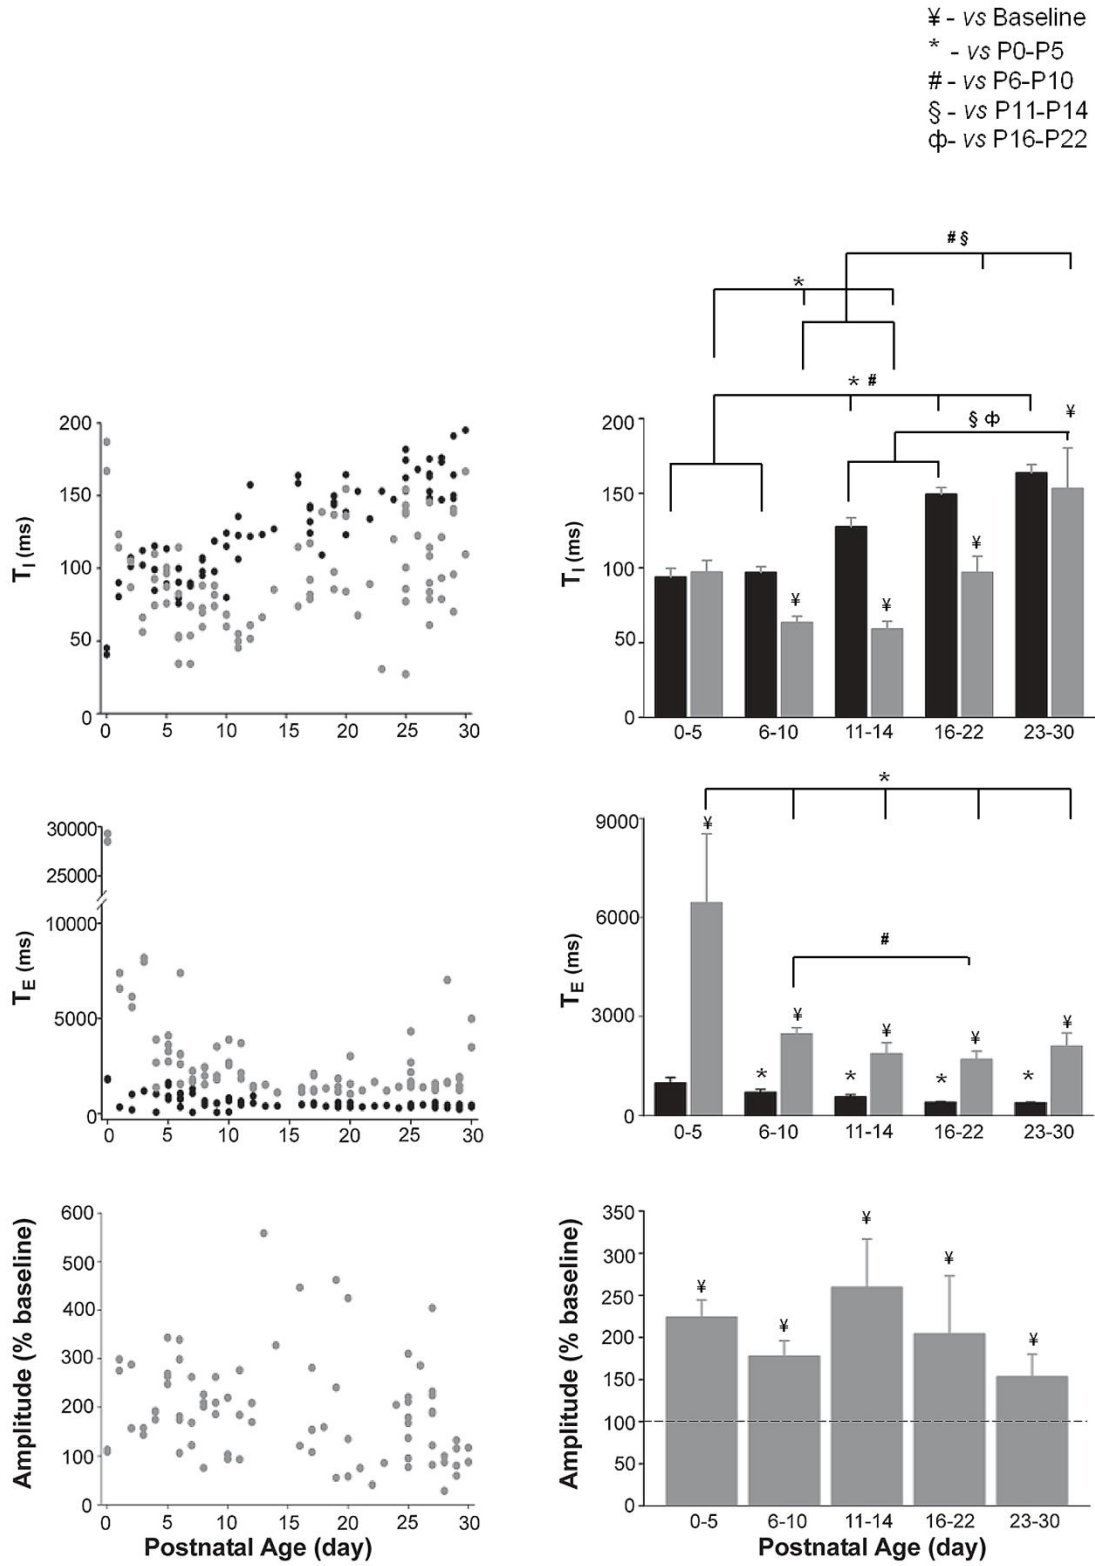 ¥ - vs Baseline
* - vs P0-P5
# - vs P6-P10
§ - vs P11-P14
ф- vs P16-P22
TI (ms)
200
150
100
50
0
0 5 10 15 20 25 30
# §
*
* #
§ ф
¥
¥
¥
¥
TI (ms)
200
150
100
50
0
0-5 6-10 11-14 16-22 23-30
TE (ms)
30000
25000
10000
5000
0
0 5 10 15 20 25 30
*
¥
#
¥ ¥ ¥ ¥
* * * *
TE (ms)
9000
6000
3000
0
0-5 6-10 11-14 16-22 23-30
Amplitude (% baseline)
600
500
400
300
200
100
0
0 5 10 15 20 25 30
Postnatal Age (day)
¥ ¥ ¥ ¥ ¥
Amplitude (% baseline)
350
300
250
200
150
100
50
0
0-5 6-10 11-14 16-22 23-30
Postnatal Age (day)